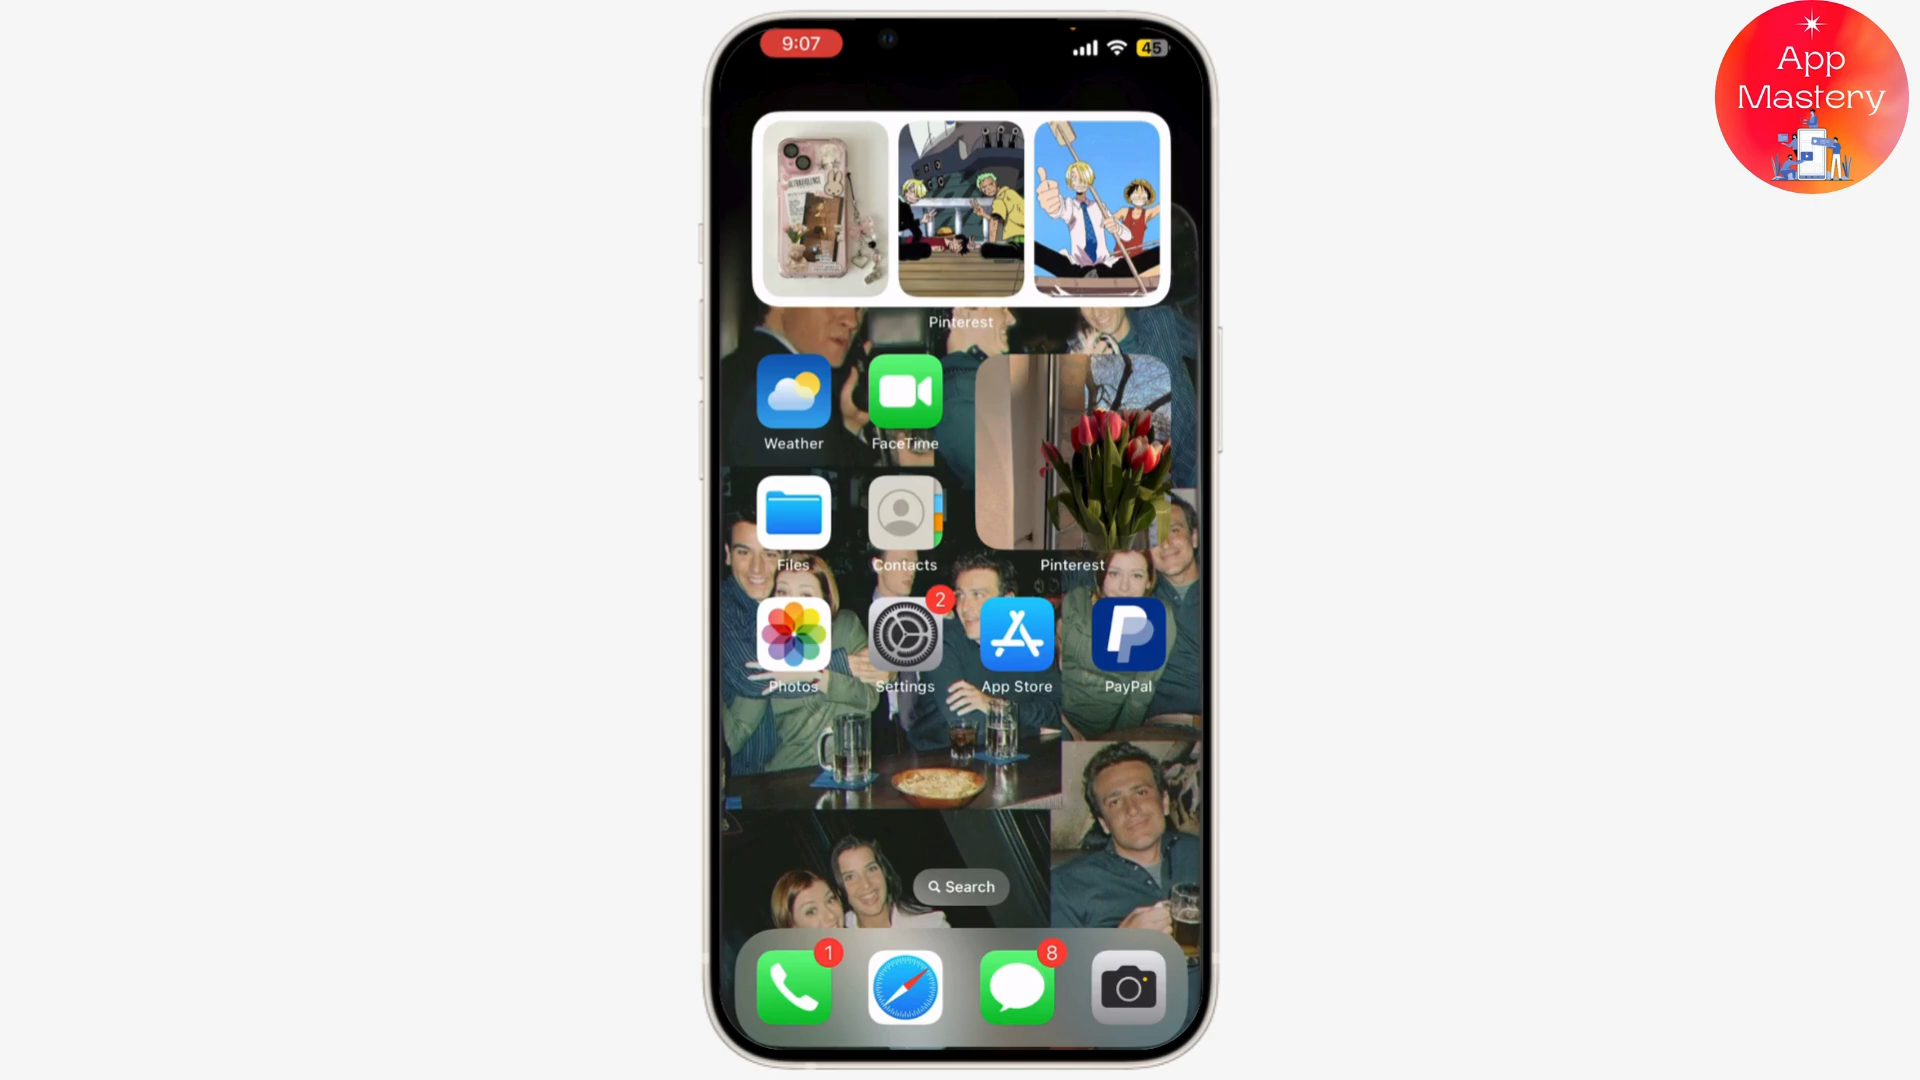 9:07
45
App
Mastery
ULTRAVIOLENCE
Pinterest
Weather
FaceTime
Files
Contacts
Pinterest
2
Photos
Settings
App Store
PayPal
Search
1
8